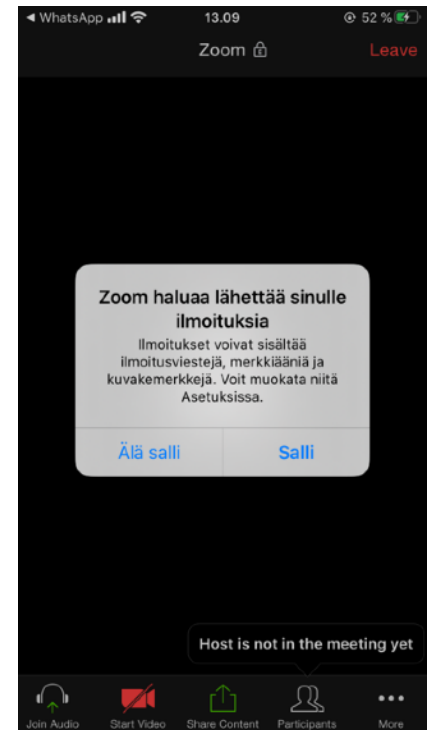 WhatsApp 13.09 52 %
Zoom Leave
Zoom haluaa lähettää sinulle
ilmoituksia
Ilmoitukset voivat sisältää
ilmoitusviestejä, merkkiääniä ja
kuvakemerkkejä. Voit muokata niitä
Asetuksissa.
Älä salli Salli
Host is not in the meeting yet
Join Audio Start Video Share Content Participants More